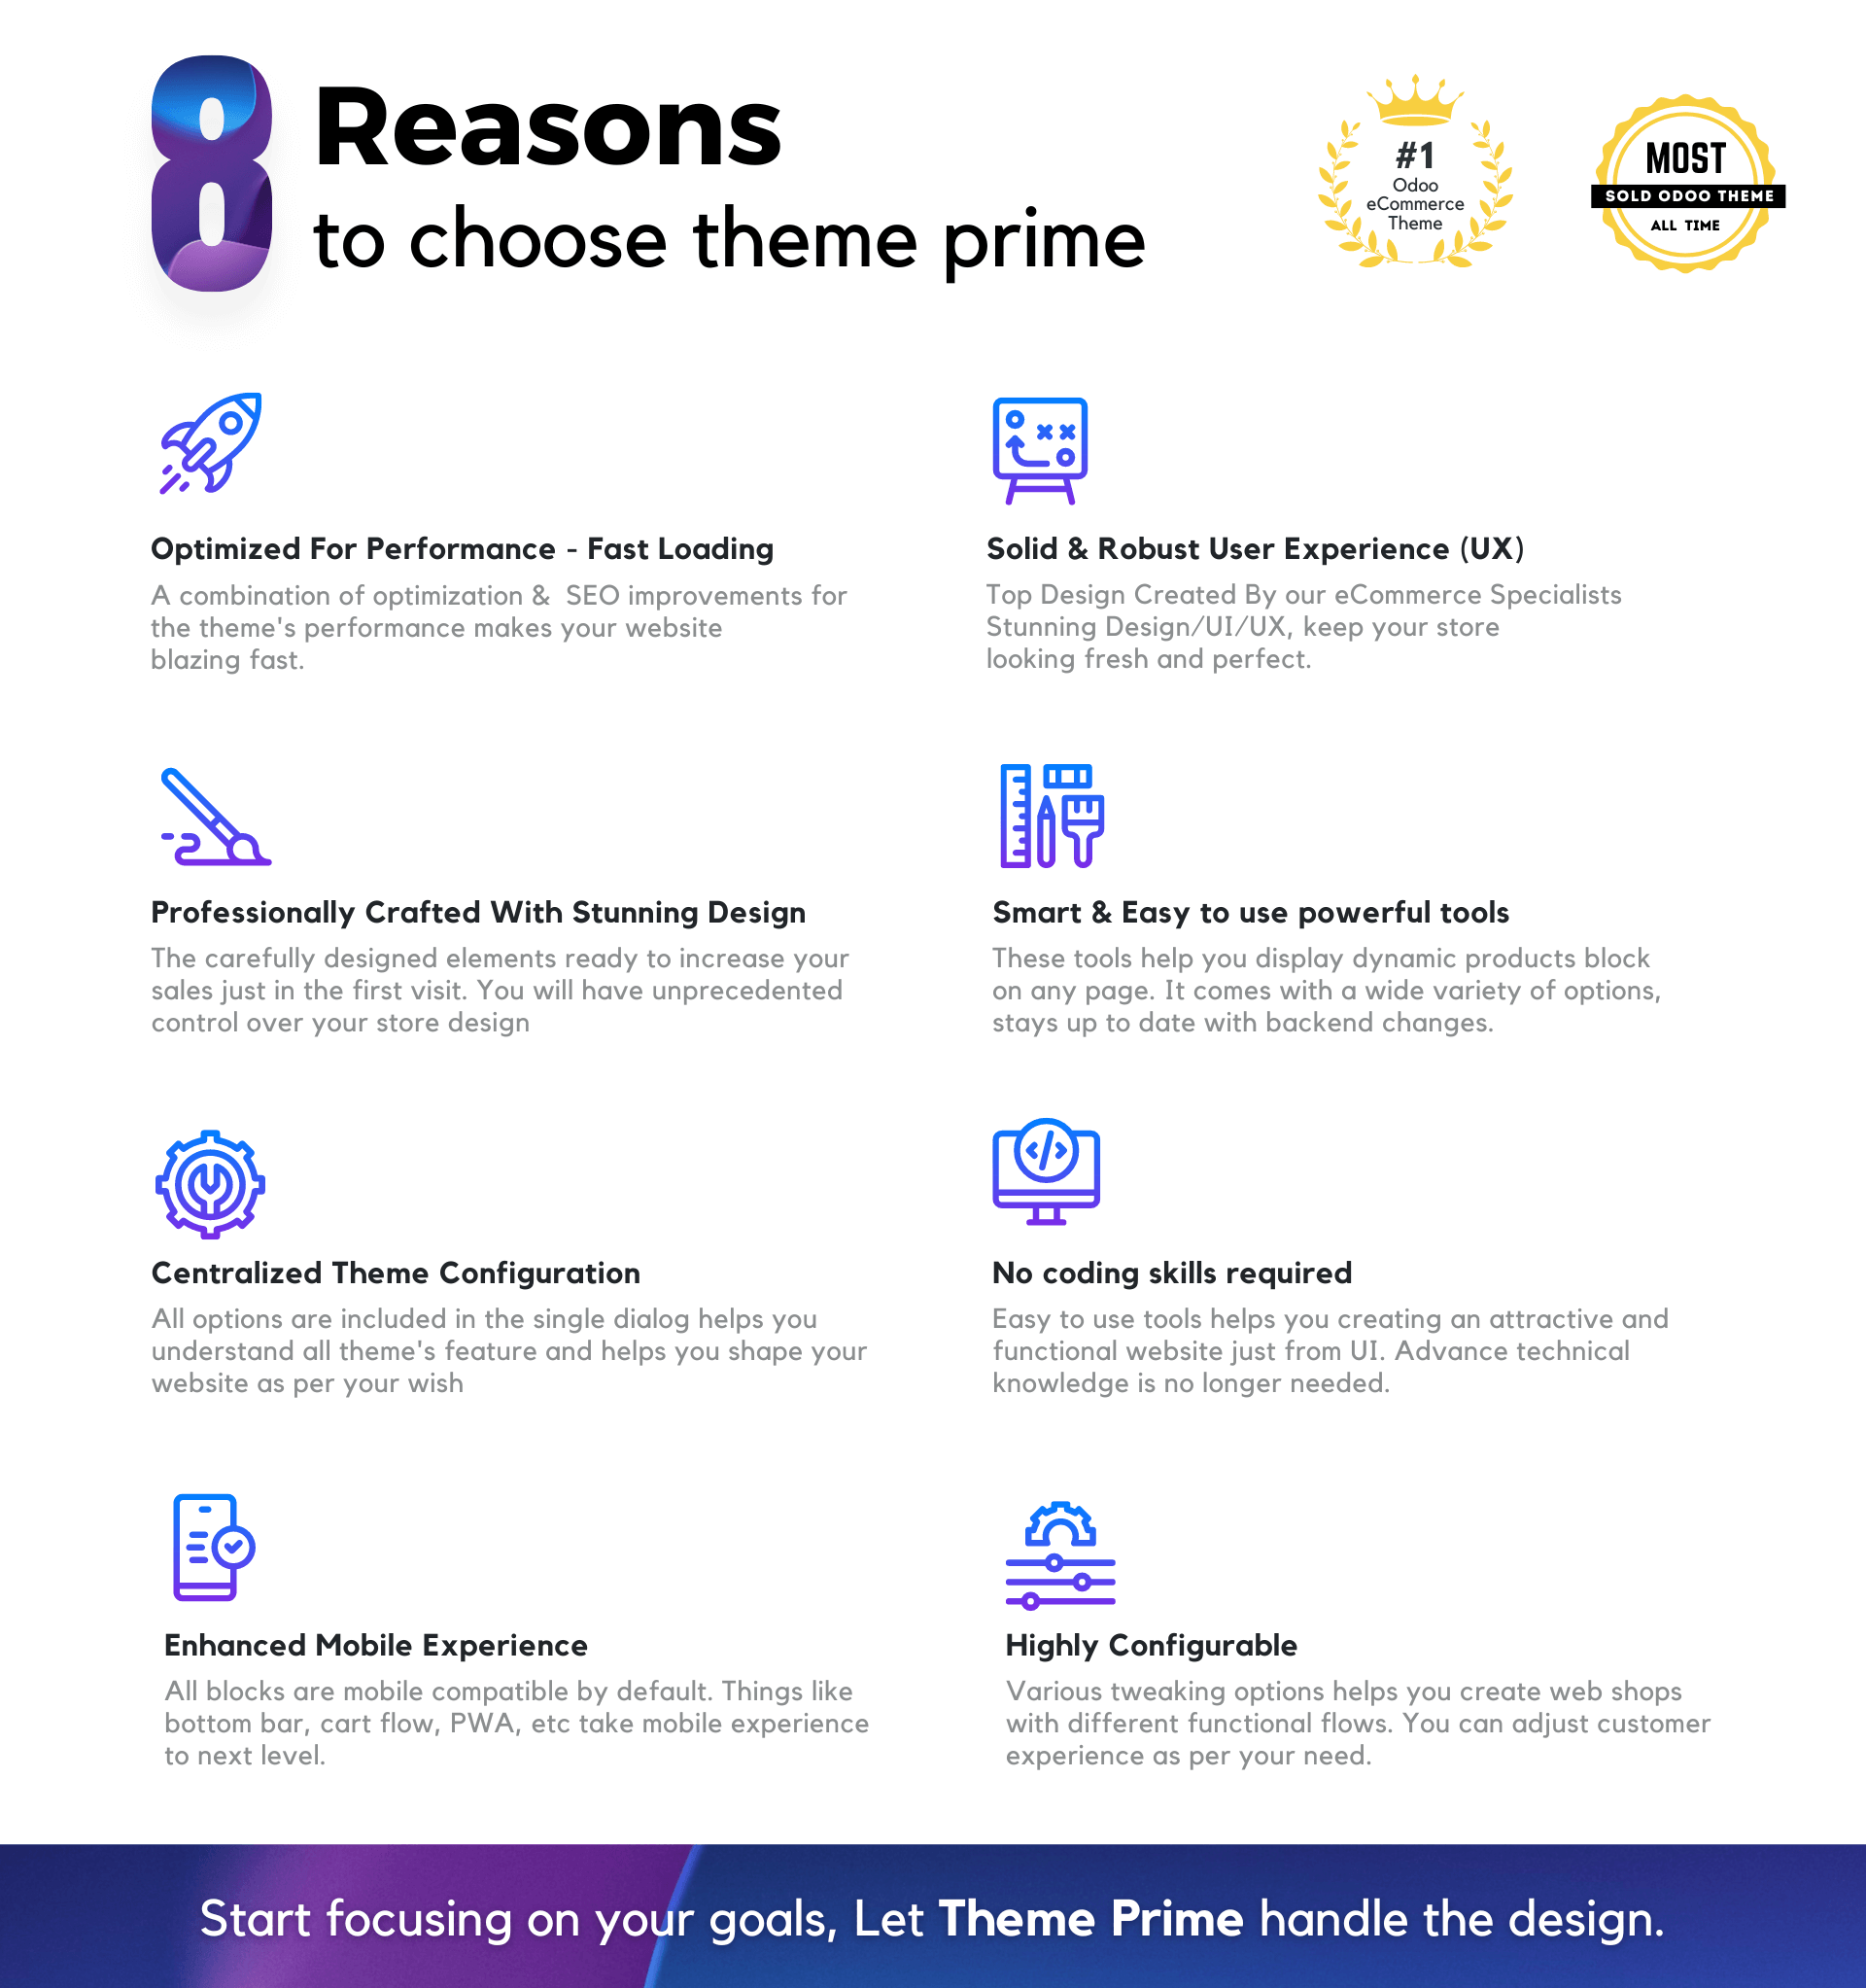 8 Reasons
to choose theme prime
#1
Odoo
eCommerce
Theme
MOST
SOLD ODOO THEME
ALL TIME
Optimized For Performance - Fast Loading
A combination of optimization &  SEO improvements for
the theme's performance makes your website
blazing fast.
Solid & Robust User Experience (UX)
Top Design Created By our eCommerce Specialists
Stunning Design/UI/UX, keep your store
looking fresh and perfect.
Professionally Crafted With Stunning Design
The carefully designed elements ready to increase your
sales just in the first visit. You will have unprecedented
control over your store design
Smart & Easy to use powerful tools
These tools help you display dynamic products block
on any page. It comes with a wide variety of options,
stays up to date with backend changes.
Centralized Theme Configuration
All options are included in the single dialog helps you
understand all theme's feature and helps you shape your
website as per your wish
No coding skills required
Easy to use tools helps you creating an attractive and
functional website just from UI. Advance technical
knowledge is no longer needed.
Enhanced Mobile Experience
All blocks are mobile compatible by default. Things like
bottom bar, cart flow, PWA, etc take mobile experience
to next level.
Highly Configurable
Various tweaking options helps you create web shops
with different functional flows. You can adjust customer
experience as per your need.
Start focusing on your goals, Let Theme Prime handle the design.